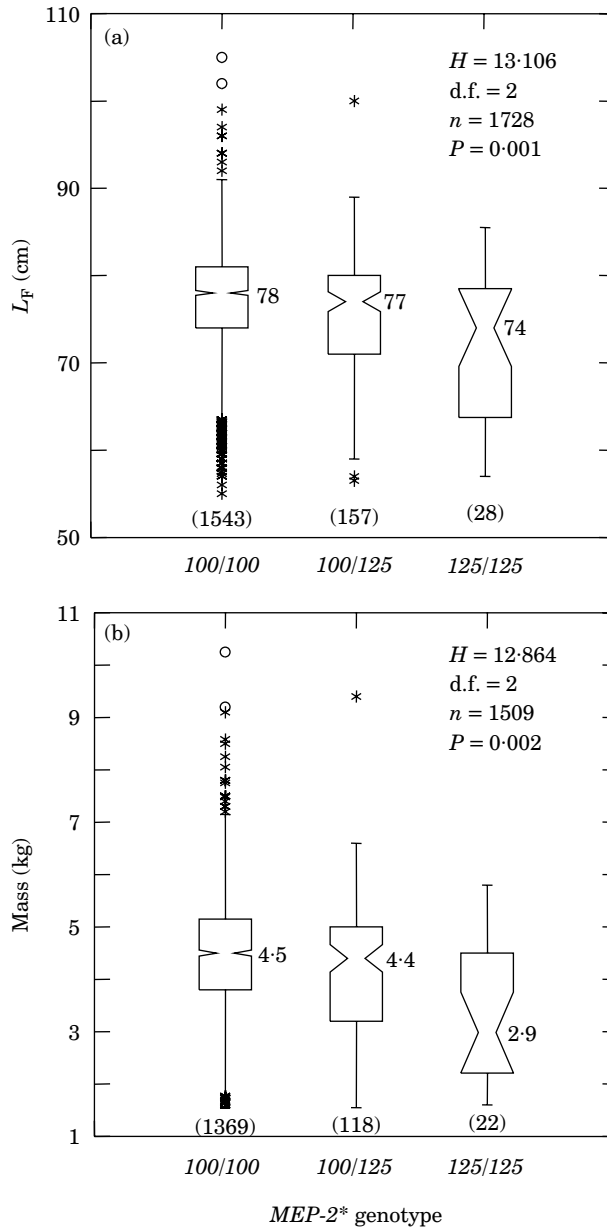 110
(a)
H = 13·106
d.f. = 2
n = 1728
P = 0·001
90
L_F (cm)
78
77
74
70
(1543)
(157)
(28)
50
100/100
100/125
125/125
11
(b)
H = 12·864
d.f. = 2
n = 1509
P = 0·002
9
7
Mass (kg)
5
4·5
4·4
2·9
3
(1369)
(118)
(22)
1
100/100
100/125
125/125
MEP-2* genotype